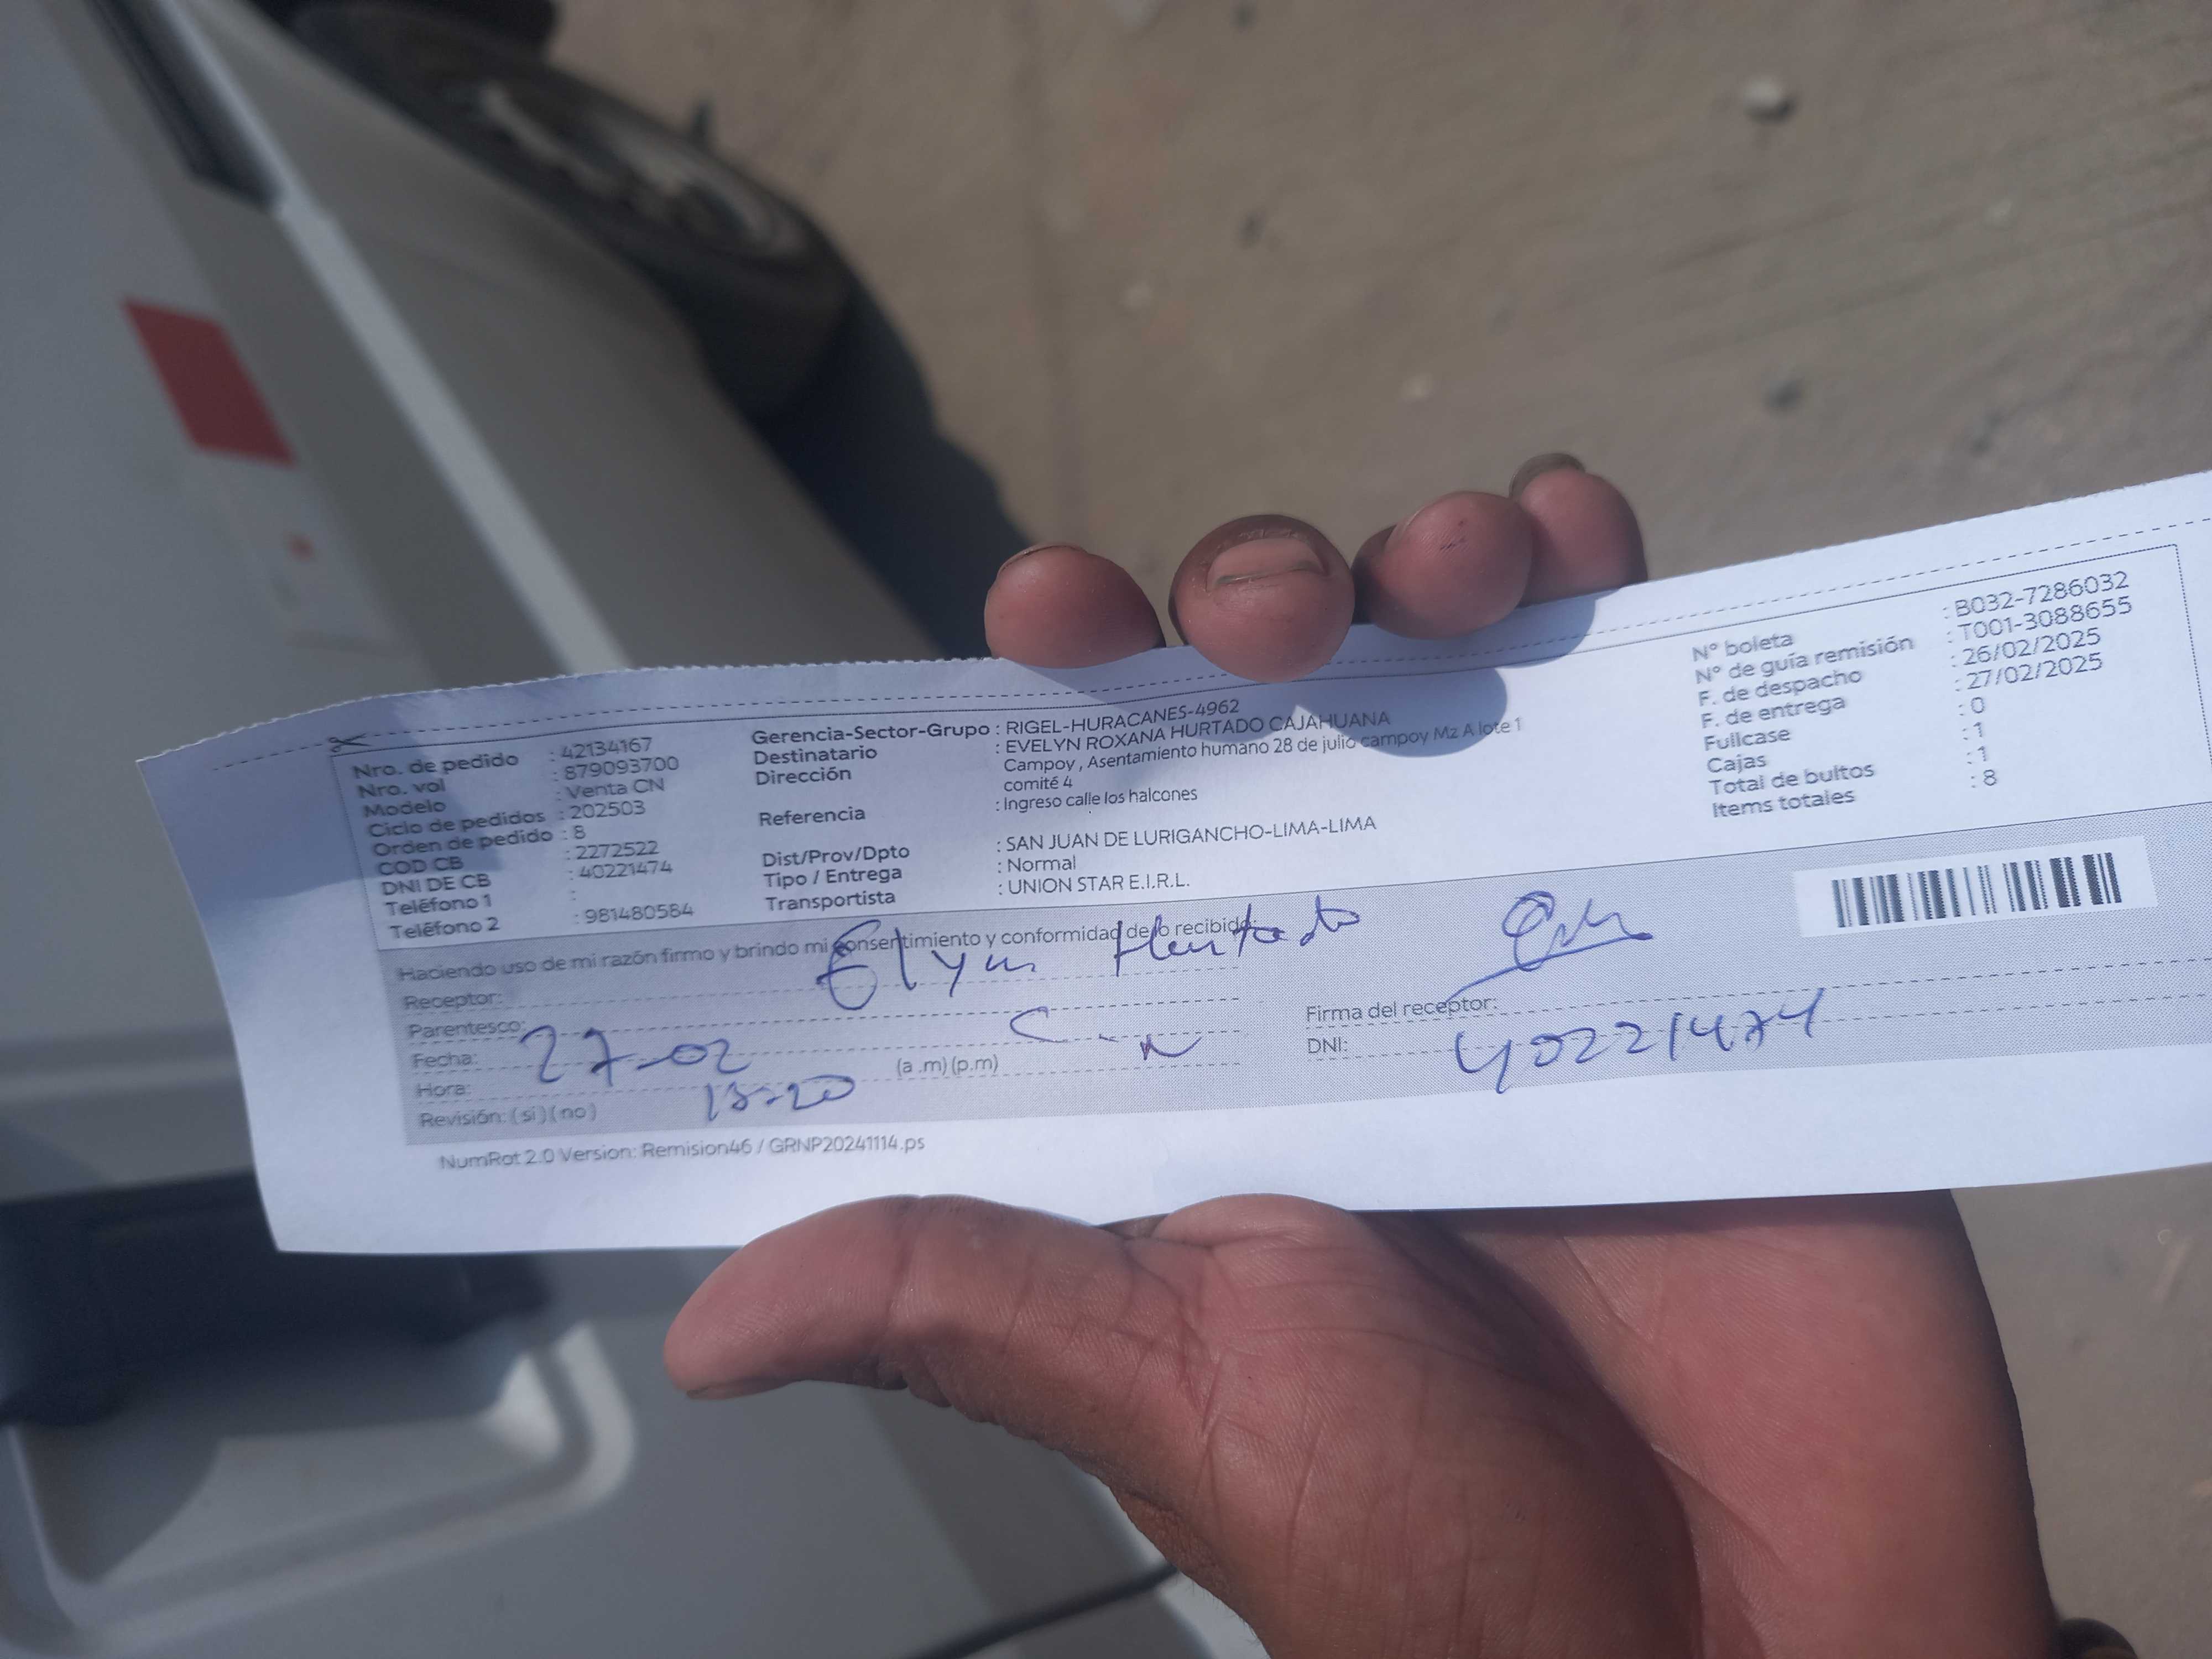 Nro. de pedido : 42134167
Nro. vol : 879093700
Modelo : Venta CN
Ciclo de pedidos : 202503
Orden de pedido : 8
COD CB : 2272522
DNI DE CB : 40221474
Teléfono 1 :
Teléfono 2 : 981480584
Gerencia-Sector-Grupo : RIGEL-HURACANES-4962
Destinatario : EVELYN ROXANA HURTADO CAJAHUANA
Dirección : Campoy , Asentamiento humano 28 de julio campoy Mz A lote 1
comité 4
Referencia : Ingreso calle los halcones
Dist/Prov/Dpto : SAN JUAN DE LURIGANCHO-LIMA-LIMA
Tipo / Entrega : Normal
Transportista : UNION STAR E.I.R.L.
N° boleta : B032-7286032
N° de guía remisión : T001-3088655
F. de despacho : 26/02/2025
F. de entrega : 27/02/2025
Fullcase : 0
Cajas : 1
Total de bultos : 1
Items totales : 8
Haciendo uso de mi razón firmo y brindo mi consentimiento y conformidad de lo recibido:
Receptor: Hurtado
Parentesco:
Fecha: 27-02
Hora: (a .m) (p.m)
Revisión: ( si ) ( no )
Firma del receptor:
DNI: 40221474
NumRot 2.0 Version: Remision46 / GRNP20241114.ps